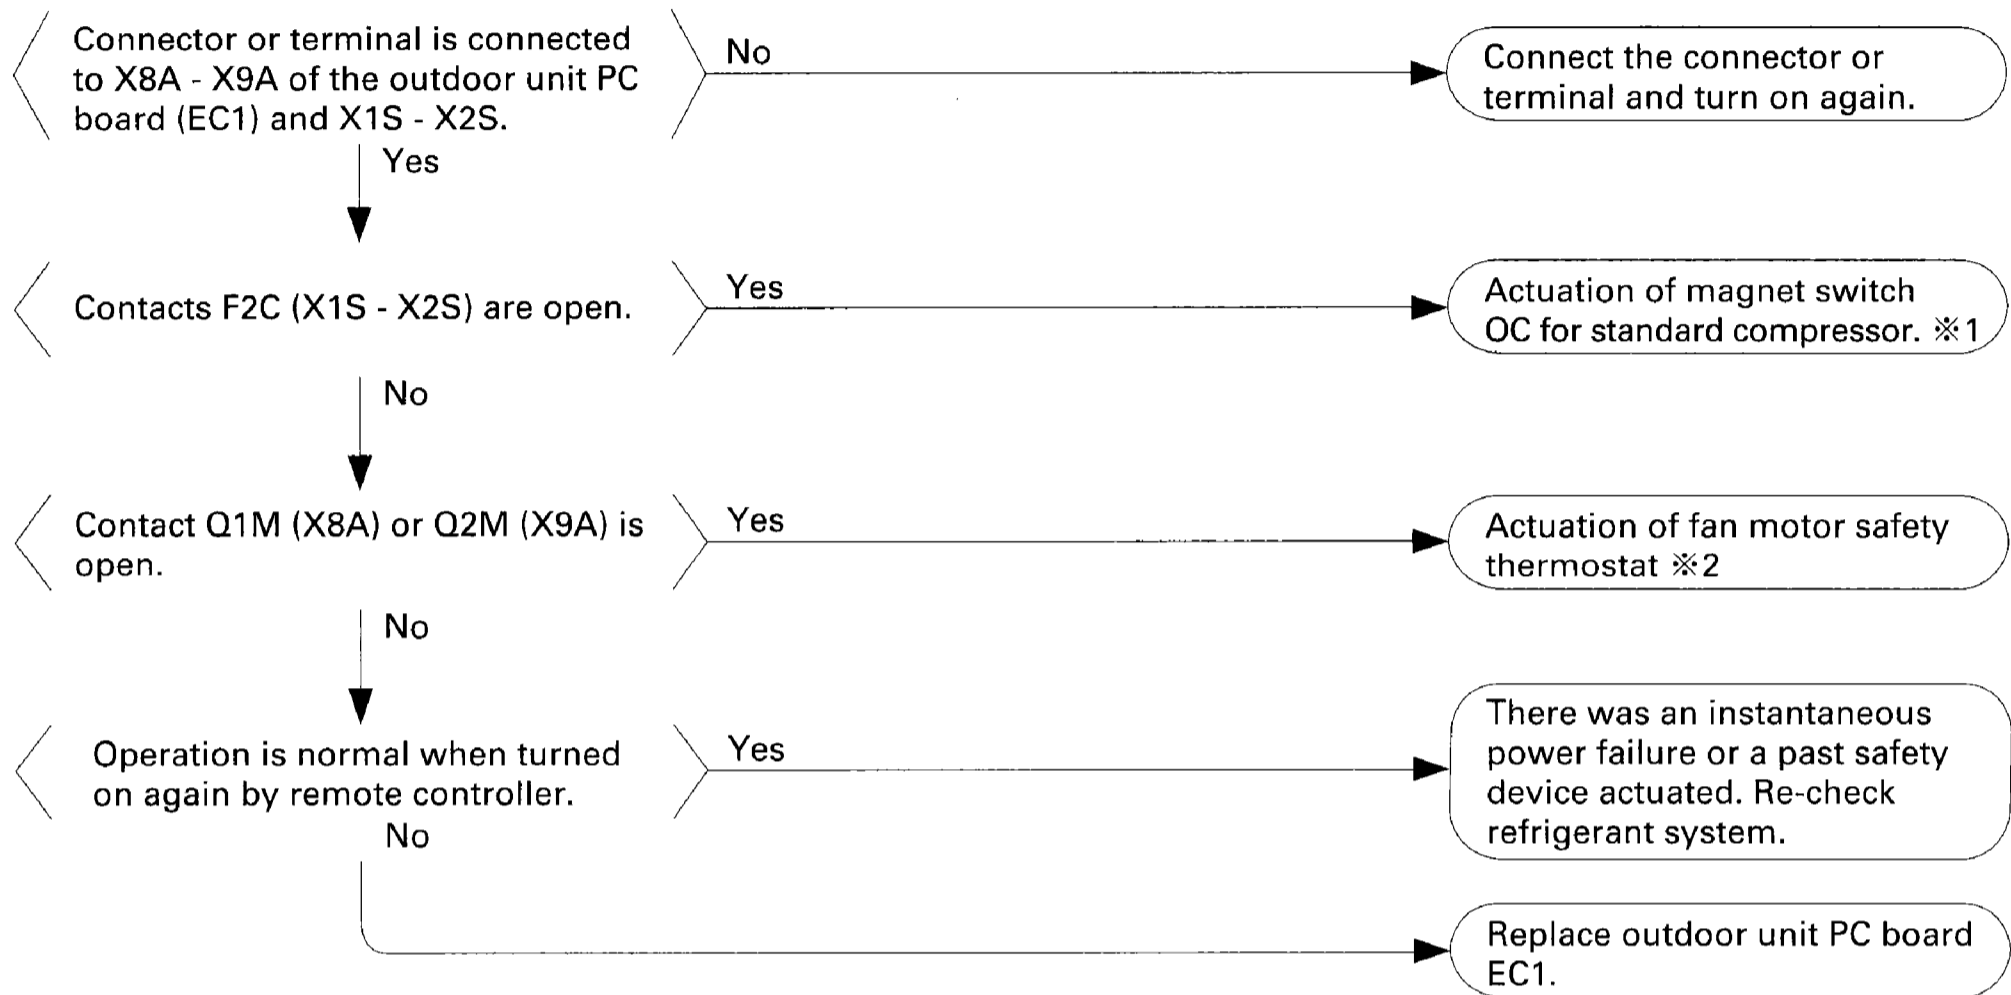 Connector or terminal is connected
to X8A - X9A of the outdoor unit PC
board (EC1) and X1S - X2S.
No
Connect the connector or
terminal and turn on again.
Yes
Contacts F2C (X1S - X2S) are open.
Yes
Actuation of magnet switch
OC for standard compressor. ※1
No
Contact Q1M (X8A) or Q2M (X9A) is
open.
Yes
Actuation of fan motor safety
thermostat ※2
No
Operation is normal when turned
on again by remote controller.
Yes
There was an instantaneous
power failure or a past safety
device actuated. Re-check
refrigerant system.
No
Replace outdoor unit PC board
EC1.